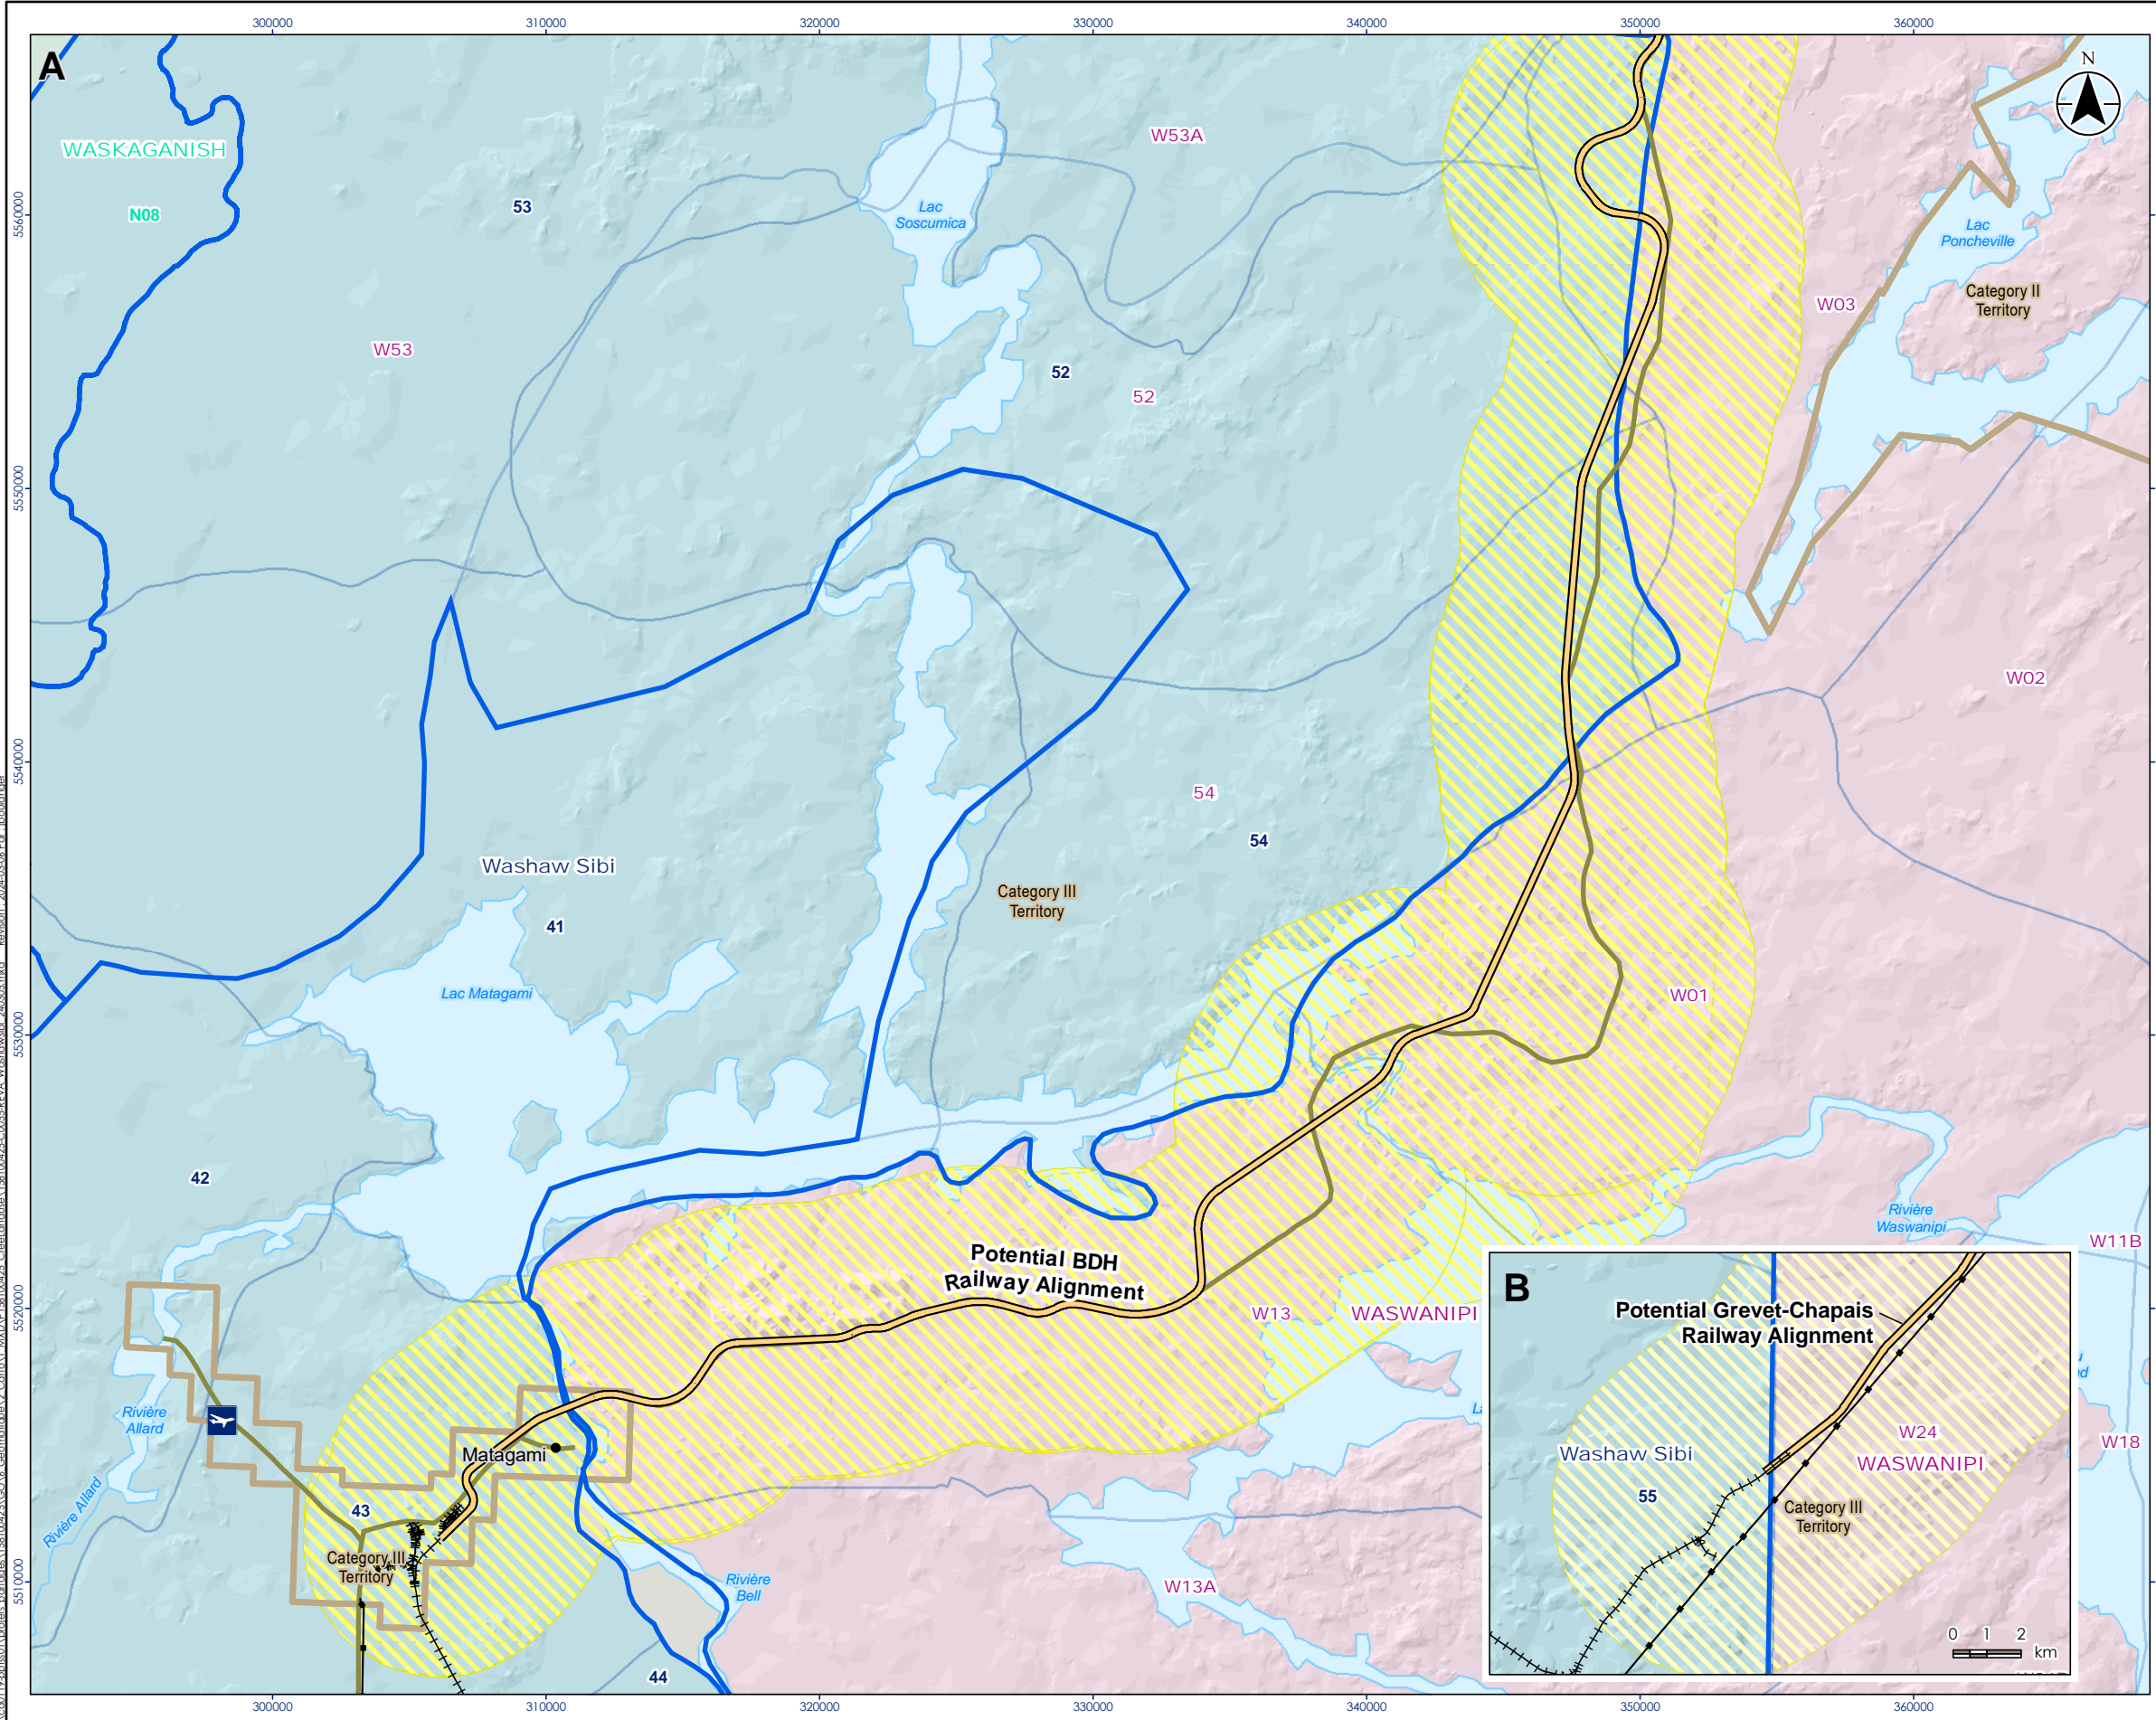 300000
310000
320000
330000
340000
350000
360000
A
N
WASKAGANISH
N08
53
W53A
Lac
Soscumica
Lac
Poncheville
Category II
Territory
W03
W53
52
52
5560000
5550000
5540000
5530000
5520000
5510000
W02
54
54
Washaw Sibi
41
Category III
Territory
Lac Matagami
W01
42
Rivière
Waswanipi
W11B
Potential BDH
Railway Alignment
W13
WASWANIPI
Rivière
Allard
Rivière Allard
Matagami
43
Category III
Territory
Rivière
Bell
W13A
44
W18
B
Potential Grevet-Chapais
Railway Alignment
Washaw Sibi
55
W24
WASWANIPI
Category III
Territory
0 1 2
km
300000
310000
320000
330000
340000
350000
360000